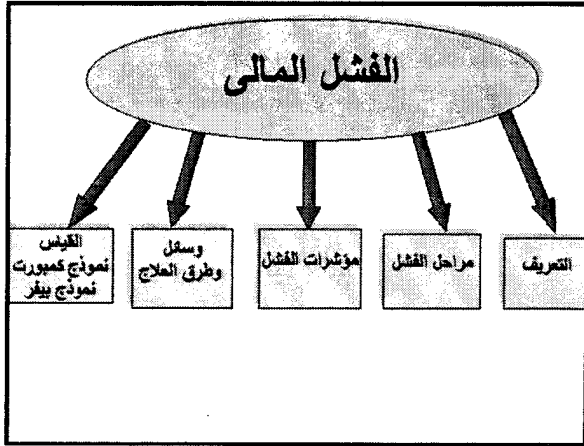 الفشل المالى
التعريف
مراحل الفشل
مؤشرات الفشل
وسائل
وطرق العلاج
القياس
نموذج كمبورت
نموذج بيفر